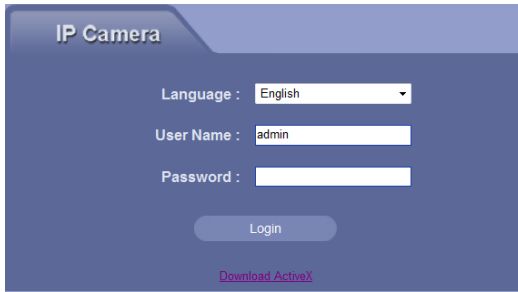 IP Camera
Language : English
User Name : admin
Password :
Login
Download ActiveX